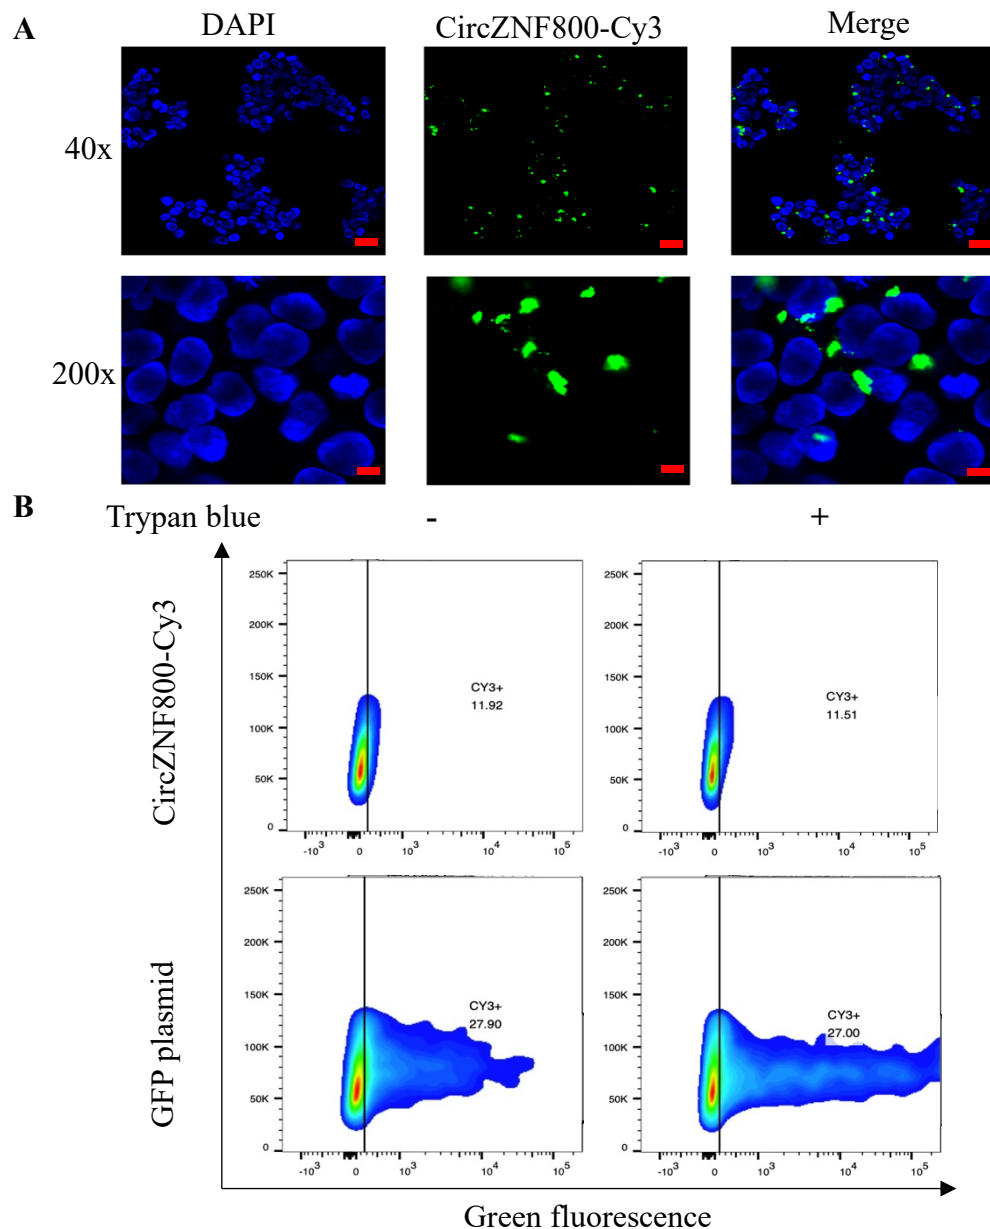 A
DAPI
CircZNF800-Cy3
Merge
40x
200x
B
Trypan blue
-
+
CircZNF800-Cy3
250K
200K
150K
100K
50K
0
CY3+
11.92
-10³
0
10³
10⁴
10⁵
250K
200K
150K
100K
50K
0
CY3+
11.51
-10³
0
10³
10⁴
10⁵
GFP plasmid
250K
200K
150K
100K
50K
0
CY3+
27.90
-10³
0
10³
10⁴
10⁵
250K
200K
150K
100K
50K
0
CY3+
27.00
-10³
0
10³
10⁴
10⁵
Green fluorescence